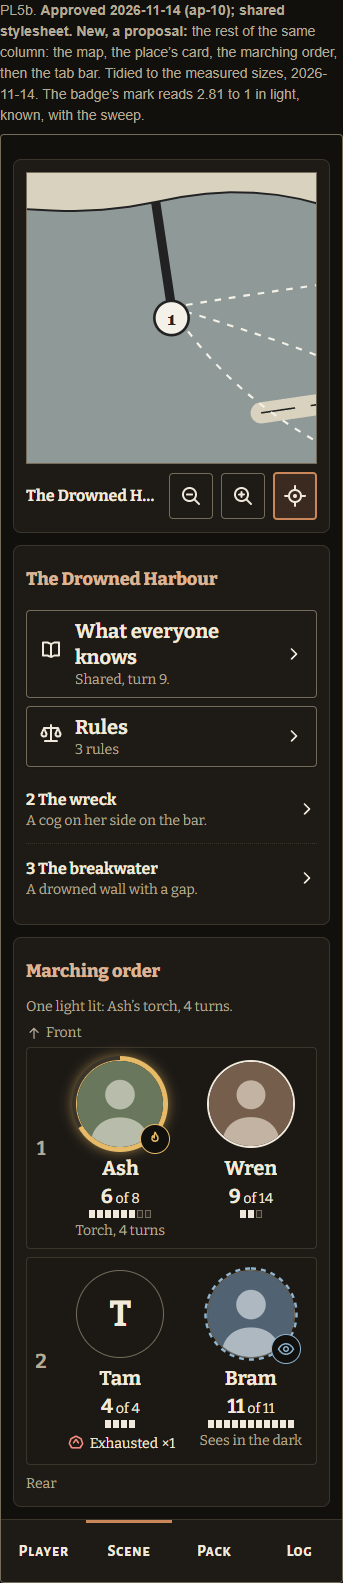 PL5b. Approved 2026-11-14 (ap-10); shared
stylesheet. New, a proposal: the rest of the same
column: the map, the place's card, the marching order,
then the tab bar. Tidied to the measured sizes, 2026-
11-14. The badge's mark reads 2.81 to 1 in light,
known, with the sweep.
1
The Drowned H...
The Drowned Harbour
What everyone
knows
Shared, turn 9.
Rules
3 rules
2 The wreck
A cog on her side on the bar.
3 The breakwater
A drowned wall with a gap.
Marching order
One light lit: Ash's torch, 4 turns.
Front
1
Ash
Wren
6 of 8
9 of 14
Torch, 4 turns
2
T
Tam
Bram
4 of 4
11 of 11
Exhausted ×1
Sees in the dark
Rear
PLAYER SCENE PACK LOG